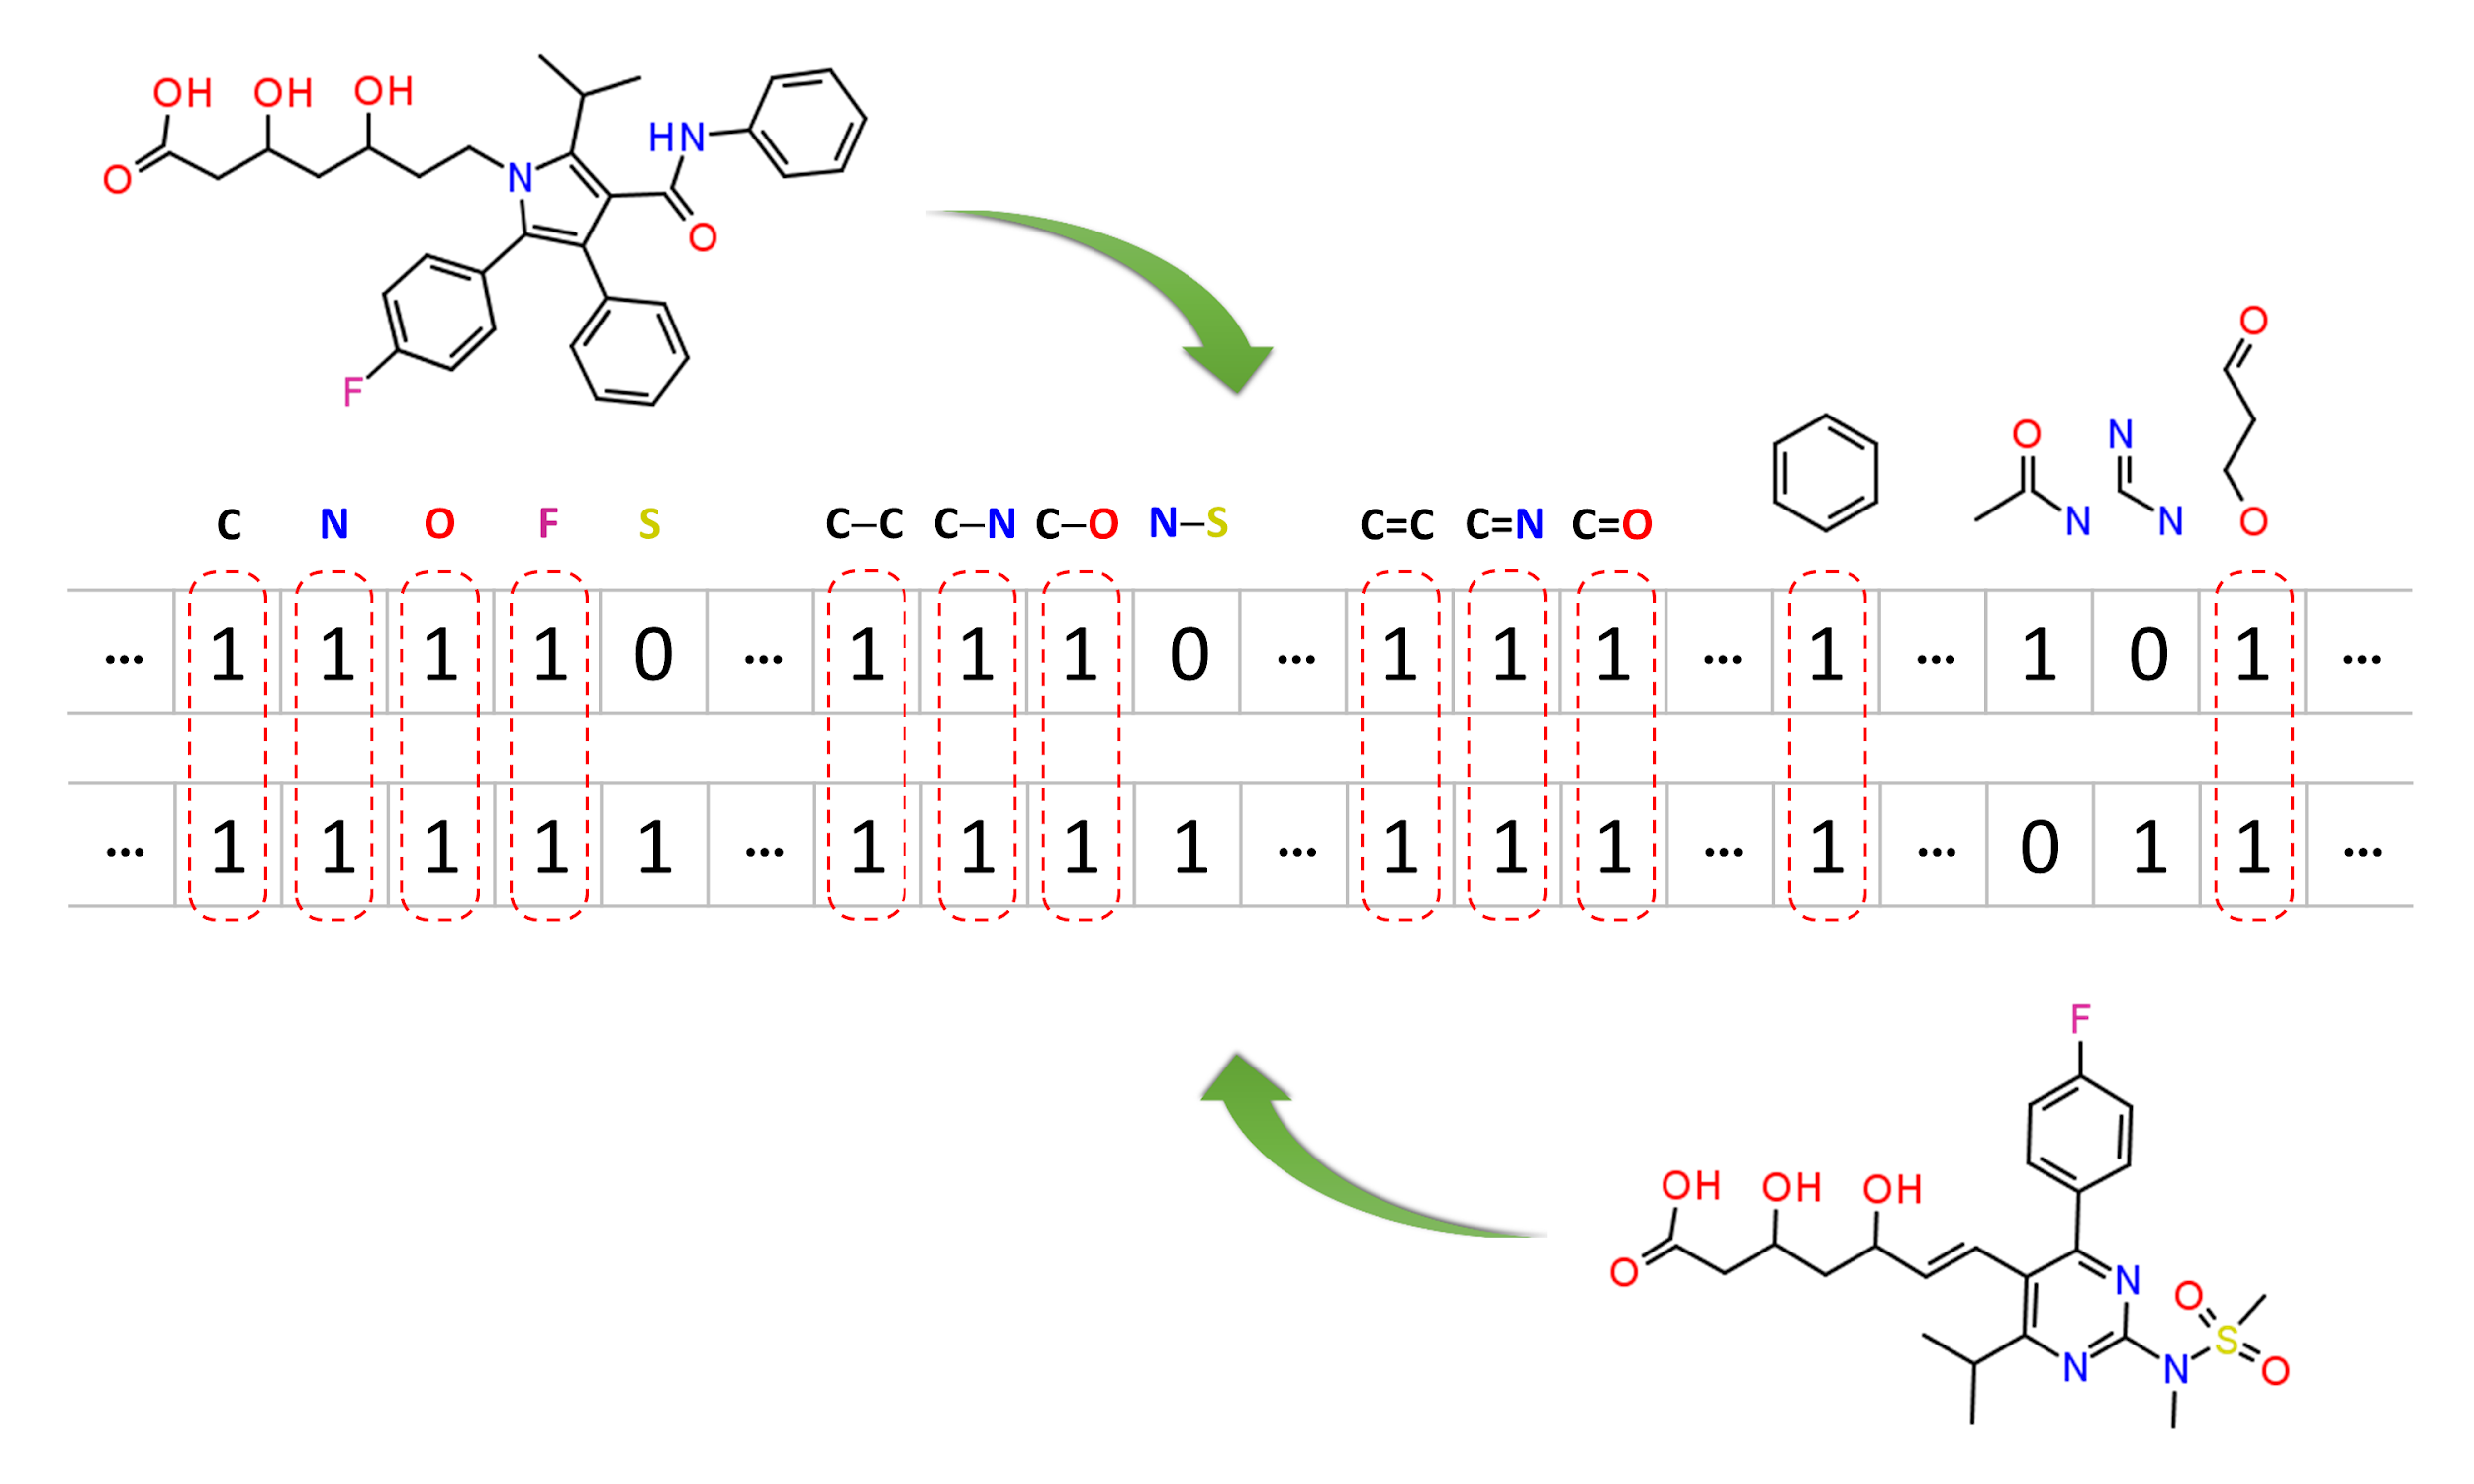 OH OH OH
O
HN
N
O
F
O
O N
N N
O
C N O F S C–C C–N C–O N–S C=C C=N C=O
... 1 1 1 1 0 ... 1 1 1 0 ... 1 1 1 ... 1 ... 1 0 1 ...
... 1 1 1 1 1 ... 1 1 1 1 ... 1 1 1 ... 1 ... 0 1 1 ...
F
OH OH OH
O
N
O
S
N N
O